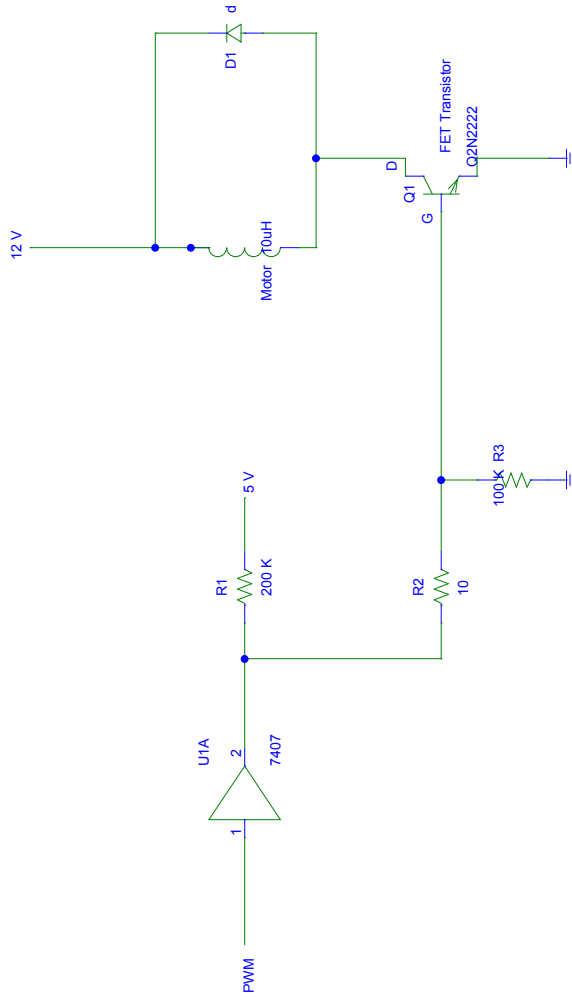 12 V
D1
d
Motor
10uH
D
Q1
G
FET Transistor
Q2N2222
5 V
R1
200 K
R2
10
100 K
R3
U1A
1
2
7407
PWM